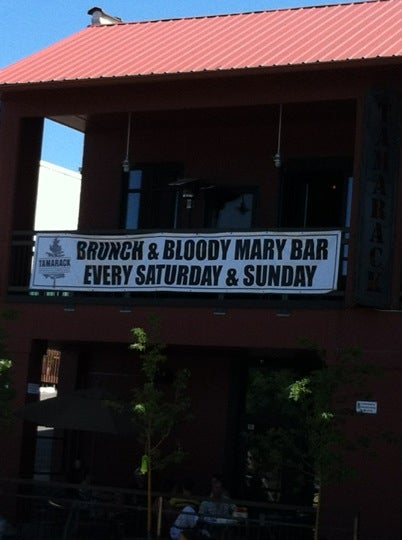 TAMARACK
BRUNCH & BLOODY MARY BAR
EVERY SATURDAY & SUNDAY
TAMARACK